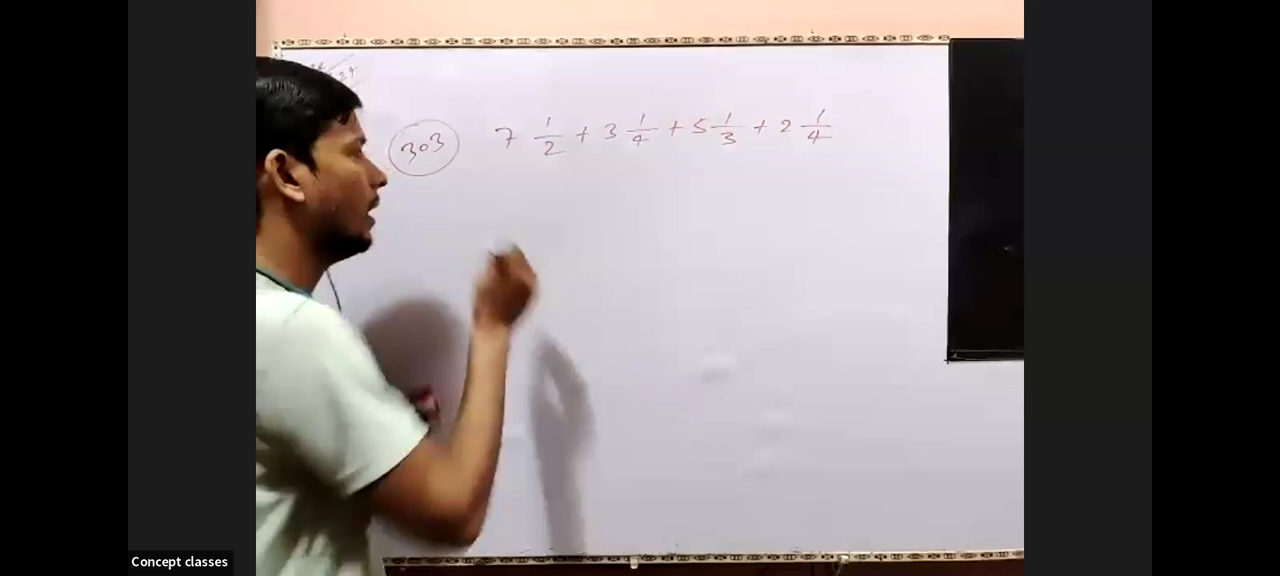 303 7 1/2 + 3 1/4 + 5 1/3 + 2 1/4
Concept classes